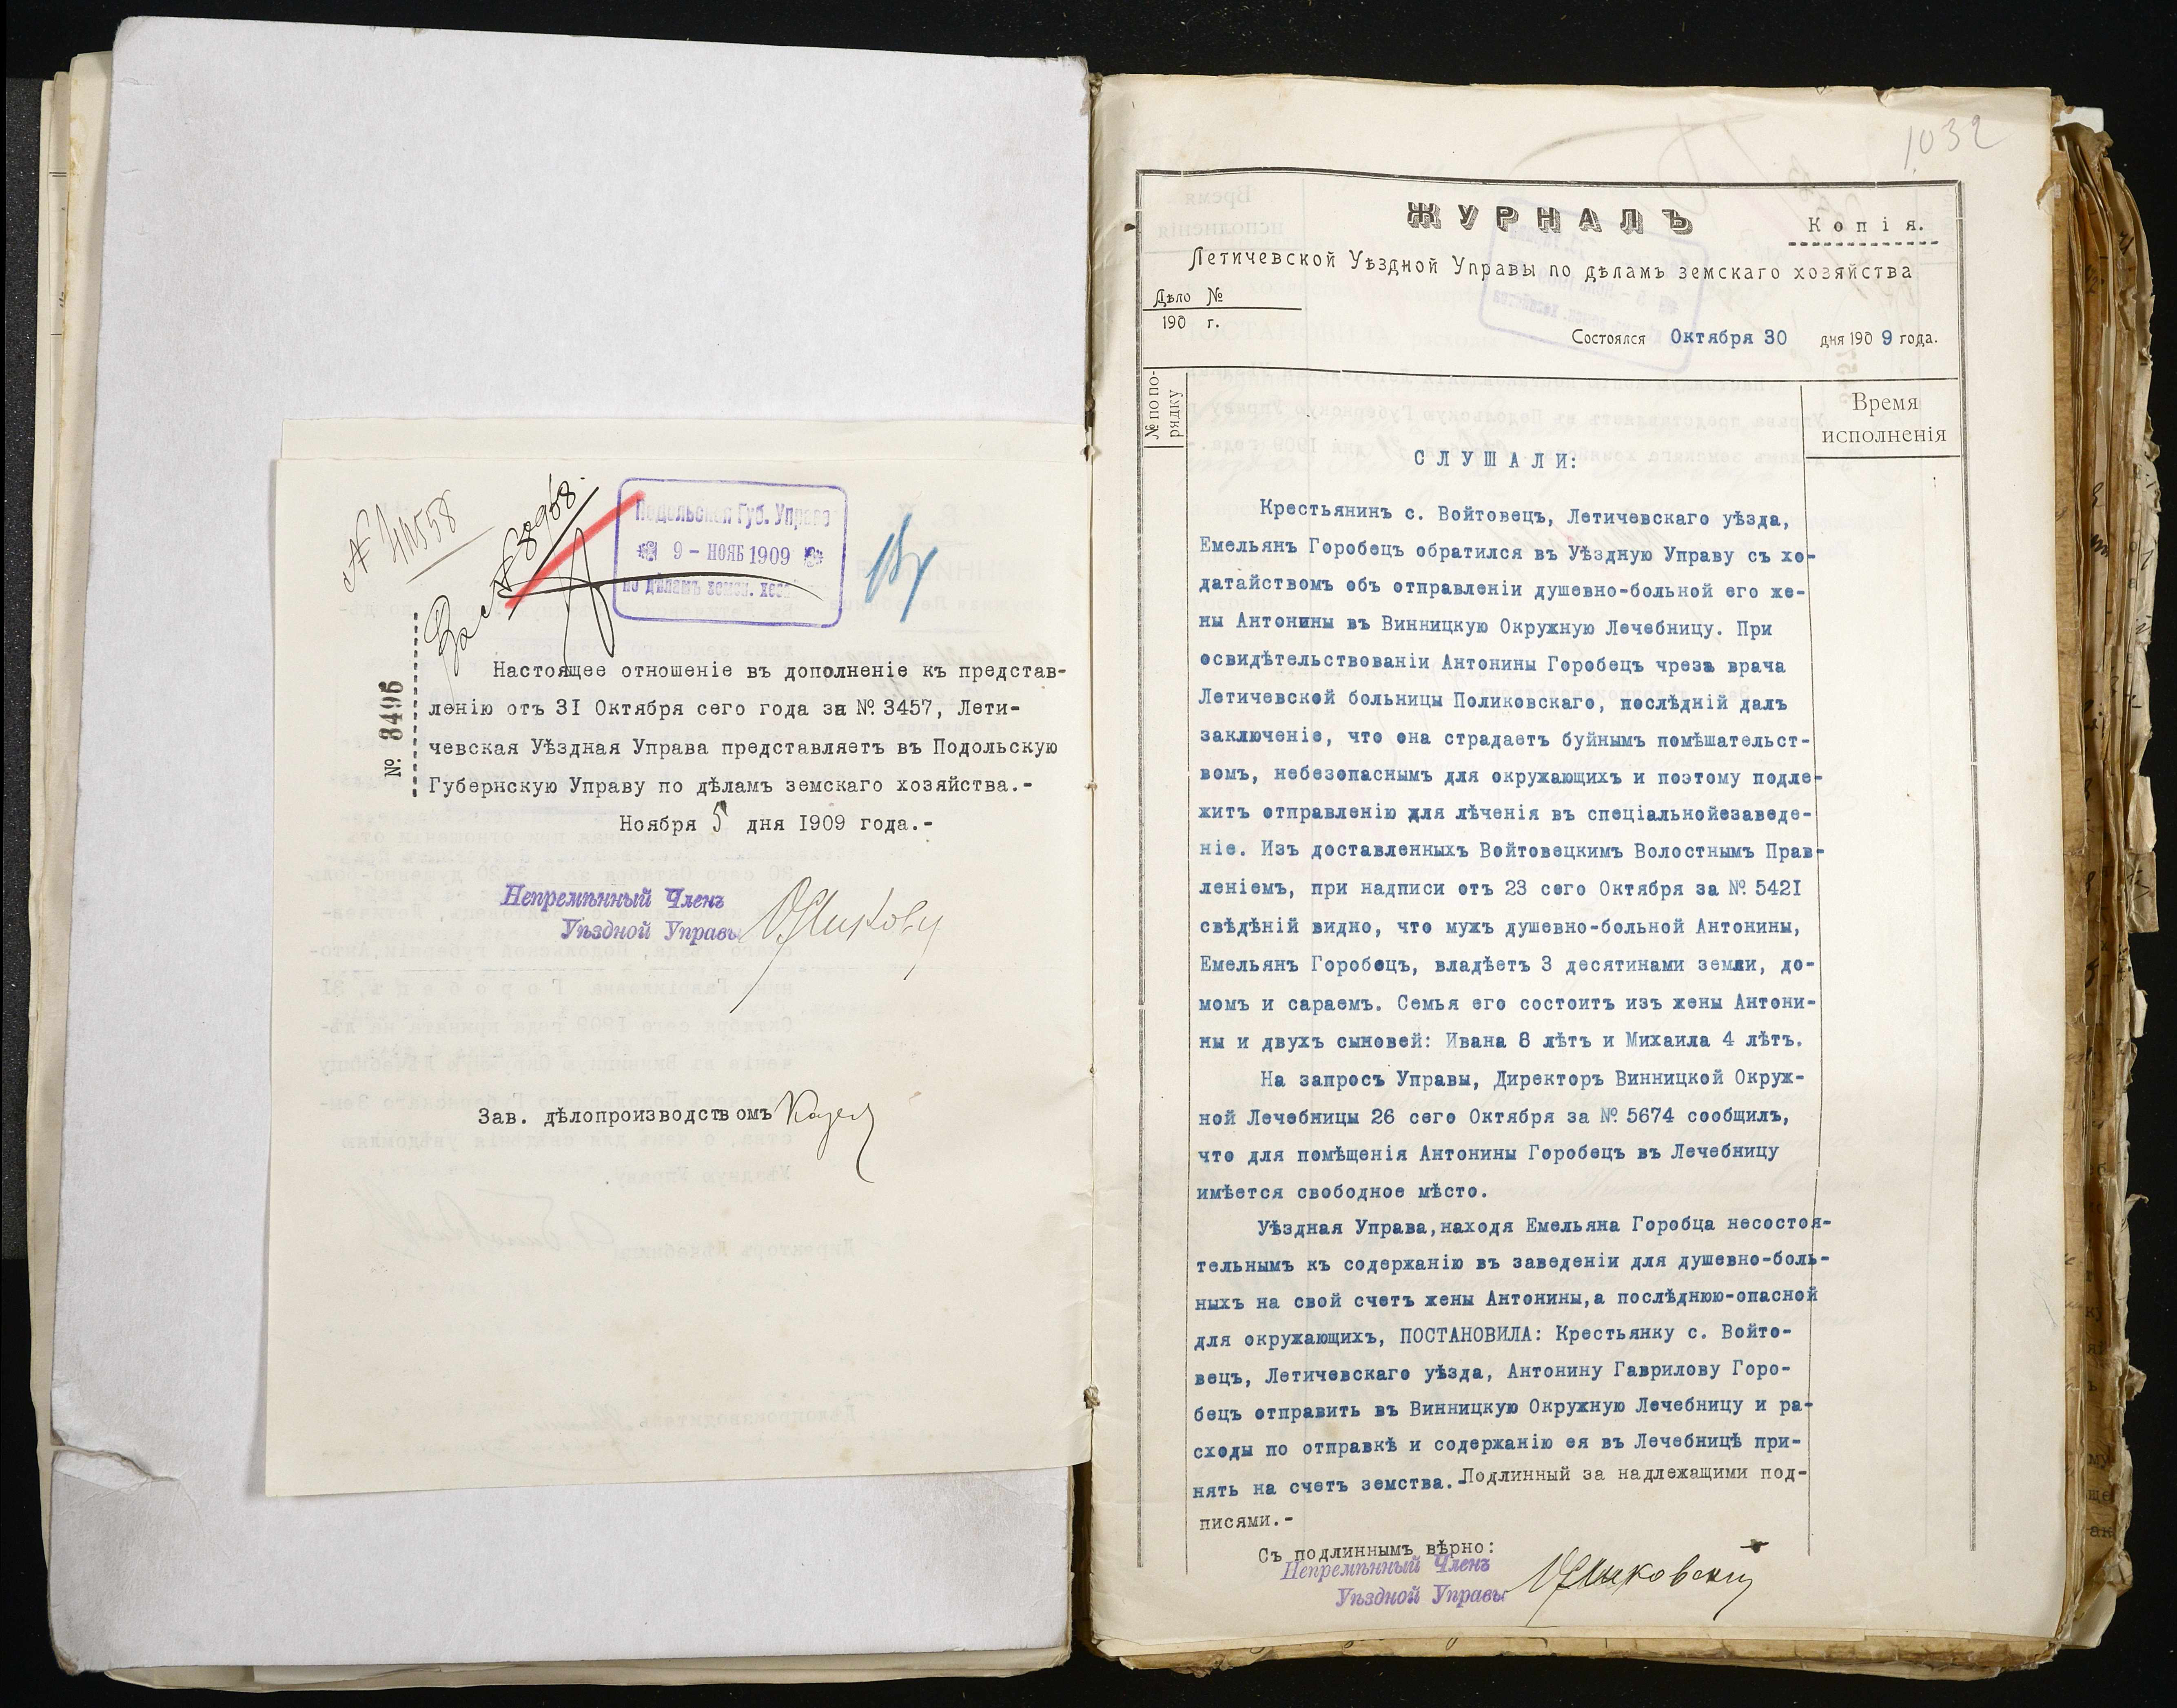 № 41558
За № 80968.
Подольская Губ. Управа
9 - НОЯБ 1909
по дѣламъ земск. хоз.
№ 3496
Настоящее отношеніе въ дополненіе къ представ-
ленію отъ 31 Октября сего года за № 3457, Лети-
чевская Уѣздная Управа представляетъ въ Подольскую
Губернскую Управу по дѣламъ земскаго хозяйства.-
Ноября 5 дня 1909 года.-
Непремѣнный Членъ
Уѣздной Управы
Зав. дѣлопроизводствомъ
1032
ЖУРНАЛЪ
Копія.
Летичевской Уѣздной Управы по дѣламъ земскаго хозяйства
Дѣло №
190 г.
Состоялся Октября 30 дня 1909 года.
№ по по-
рядку
Время
исполненія
СЛУШАЛИ:
Крестьянинъ с. Войтовецъ, Летичевскаго уѣзда,
Емельянъ Горобецъ обратился въ Уѣздную Управу съ хо-
датайствомъ объ отправленіи душевно-больной его же-
ны Антонины въ Винницкую Окружную Лечебницу. При
освидѣтельствованіи Антонины Горобецъ чрезъ врача
Летичевской больницы Поликовскаго, послѣдній далъ
заключеніе, что она страдаетъ буйнымъ помѣшательст-
вомъ, небезопаснымъ для окружающихъ и поэтому подле-
житъ отправленію для лѣченія въ спеціальнойезаведе-
ніе. Изъ доставленныхъ Войтовецкимъ Волостнымъ Прав-
леніемъ, при надписи отъ 23 сего Октября за № 5421
свѣдѣній видно, что мужъ душевно-больной Антонины,
Емельянъ Горобецъ, владѣетъ 3 десятинами земли, до-
момъ и сараемъ. Семья его состоитъ изъ жены Антони-
ны и двухъ сыновей: Ивана 8 лѣтъ и Михаила 4 лѣтъ.
На запросъ Управы, Директоръ Винницкой Окруж-
ной Лечебницы 26 сего Октября за № 5674 сообщилъ,
что для помѣщенія Антонины Горобецъ въ Лечебницу
имѣется свободное мѣсто.
Уѣздная Управа,находя Емельяна Горобца несостоя-
тельнымъ къ содержанію въ заведеніи для душевно-боль-
ныхъ на свой счетъ жены Антонины,а послѣднюю-опасной
для окружающихъ, ПОСТАНОВИЛА: Крестьянку с. Войто-
вецъ, Летичевскаго уѣзда, Антонину Гаврилову Горо-
бецъ отправить въ Винницкую Окружную Лечебницу и ра-
сходы по отправкѣ и содержанію ея въ Лечебницѣ при-
нять на счетъ земства.-Подлинный за надлежащими под-
писями.-
Съ подлиннымъ вѣрно:
Непремѣнный Членъ
Уѣздной Управы